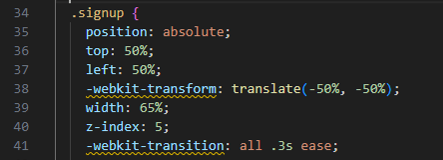 34 .signup {
35 position: absolute;
36 top: 50%;
37 left: 50%;
38 -webkit-transform: translate(-50%, -50%);
39 width: 65%;
40 z-index: 5;
41 -webkit-transition: all .3s ease;